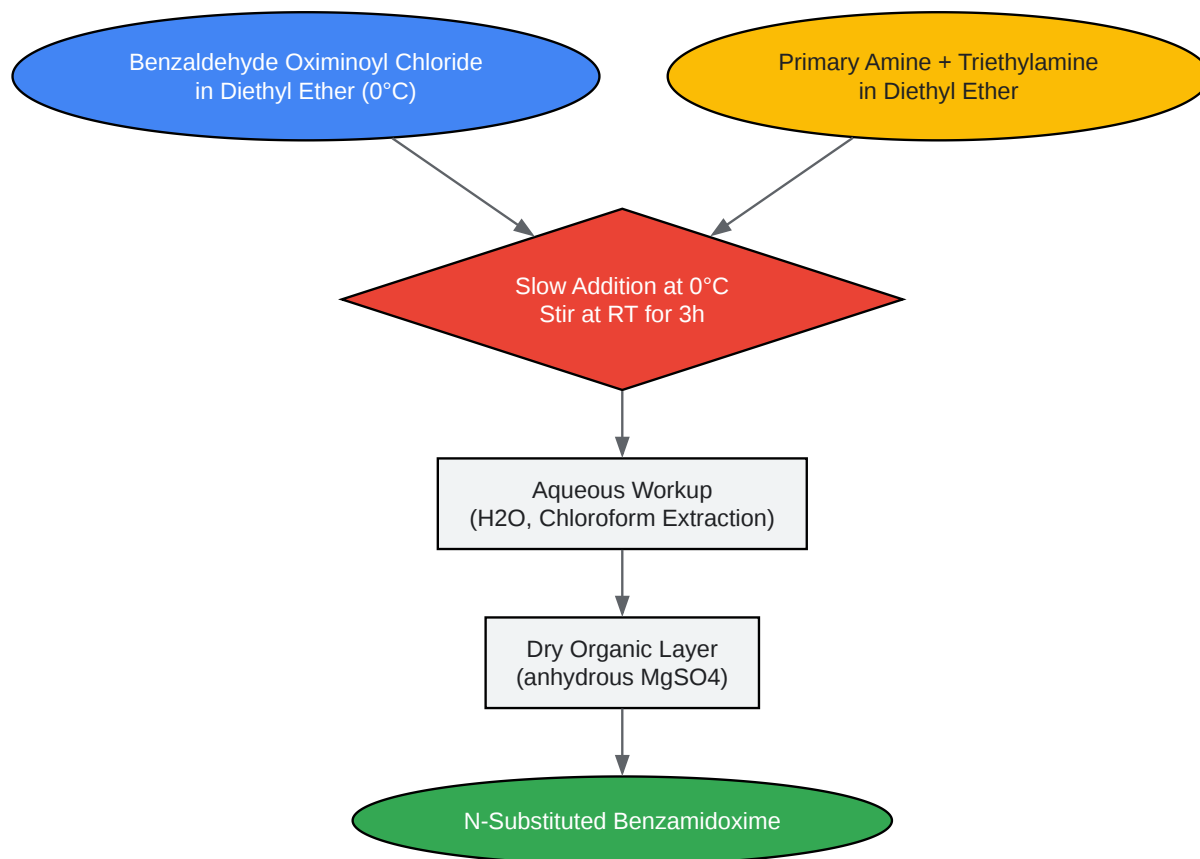 Benzaldehyde Oximinoyl Chloride
in Diethyl Ether (0°C)
Primary Amine + Triethylamine
in Diethyl Ether
Slow Addition at 0°C
Stir at RT for 3h
Aqueous Workup
(H2O, Chloroform Extraction)
Dry Organic Layer
(anhydrous MgSO4)
N-Substituted Benzamidoxime